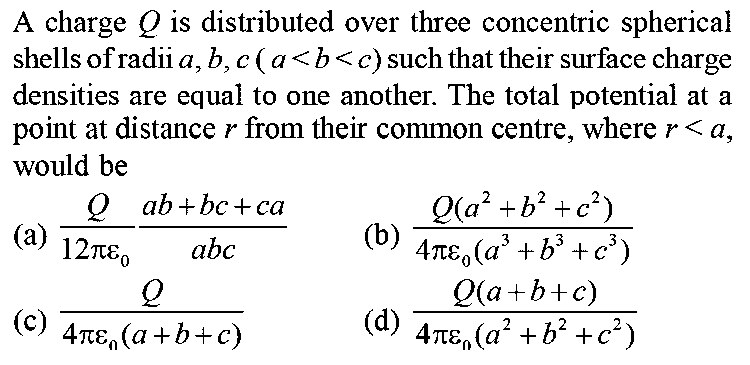 A charge Q is distributed over three concentric spherical
shells of radii a, b, c (a<b<c) such that their surface charge
densities are equal to one another. The total potential at a
point at distance r from their common centre, where r < a,
would be
(a) Q/12πε₀ (ab+bc+ca)/abc (b) Q(a²+b²+c²)/4πε₀(a³+b³+c³)
(c) Q/4πε₀(a+b+c) (d) Q(a+b+c)/4πε₀(a²+b²+c²)